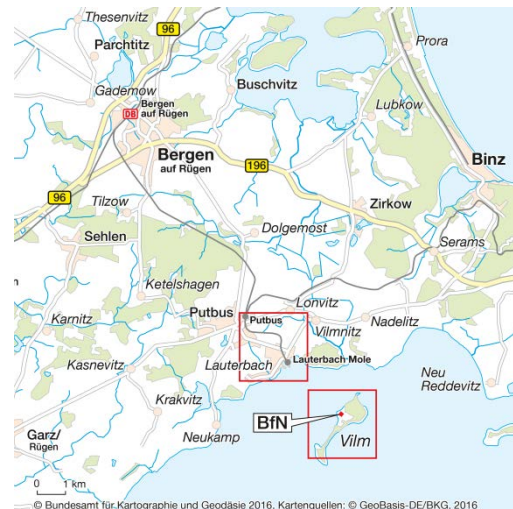 Thesenvitz
96
Parchtitz
Prora
Gademow
Buschvitz
DB
Bergen
auf Rügen
Lubkow
Bergen
auf Rügen
Binz
196
96
Tilzow
Zirkow
Sehlen
Dolgemost
Serams
Ketelshagen
Lonvitz
Putbus
Putbus
Karnitz
Vilmnitz
Nadelitz
Lauterbach Mole
Kasnevitz
Lauterbach
Neu
Reddevitz
Krakvitz
BfN
Garz/
Rügen
Neukamp
Vilm
0 1 km
© Bundesamt für Kartographie und Geodäsie 2016, Kartenquellen: © GeoBasis-DE/BKG, 2016